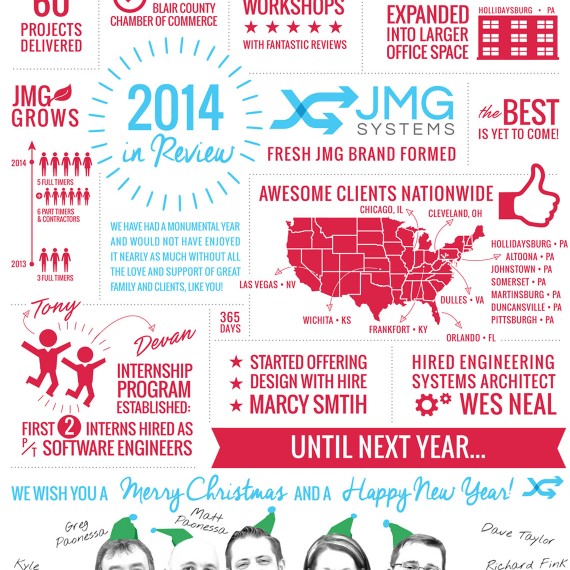 60
PROJECTS
DELIVERED
BLAIR COUNTY
CHAMBER OF COMMERCE
WORKSHOPS
WITH FANTASTIC REVIEWS
EXPANDED
INTO LARGER
OFFICE SPACE
HOLLIDAYSBURG • PA
JMG
GROWS
2014
5 FULL TIMERS
+
6 PART TIMERS
& CONTRACTORS
2013
3 FULL TIMERS
2014
in Review
WE HAVE HAD A MONUMENTAL YEAR
AND WOULD NOT HAVE ENJOYED
IT NEARLY AS MUCH WITHOUT ALL
THE LOVE AND SUPPORT OF GREAT
FAMILY AND CLIENTS, LIKE YOU!
JMG
SYSTEMS
FRESH JMG BRAND FORMED
the BEST
IS YET TO COME!
AWESOME CLIENTS NATIONWIDE
CHICAGO, IL
CLEVELAND, OH
HOLLIDAYSBURG • PA
ALTOONA • PA
JOHNSTOWN • PA
SOMERSET • PA
MARTINSBURG • PA
DUNCANSVILLE • PA
PITTSBURGH • PA
LAS VEGAS • NV
WICHITA • KS
FRANKFORT • KY
DULLES • VA
ORLANDO • FL
Tony
Devan
INTERNSHIP
PROGRAM
ESTABLISHED:
FIRST 2 INTERNS HIRED AS
P/T SOFTWARE ENGINEERS
365
DAYS
STARTED OFFERING
DESIGN WITH HIRE
MARCY SMTIH
HIRED ENGINEERING
SYSTEMS ARCHITECT
WES NEAL
UNTIL NEXT YEAR...
WE WISH YOU A Merry Christmas AND A Happy New Year!
Greg
Paonessa
Matt
Paonessa
Dave Taylor
Kyle
Richard Fink